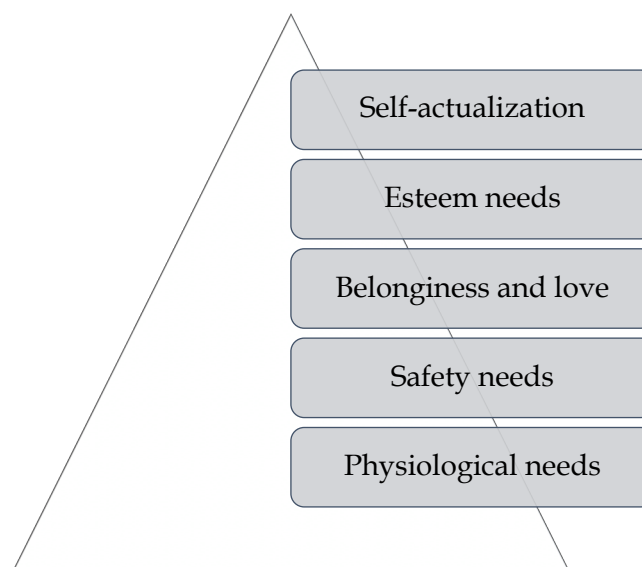 Self-actualization
Esteem needs
Belonginess and love
Safety needs
Physiological needs